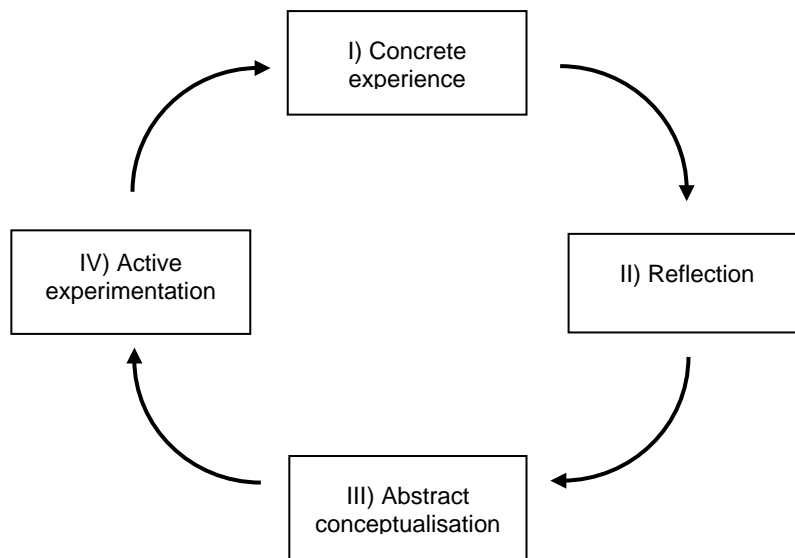 I) Concrete
experience
II) Reflection
III) Abstract
conceptualisation
IV) Active
experimentation